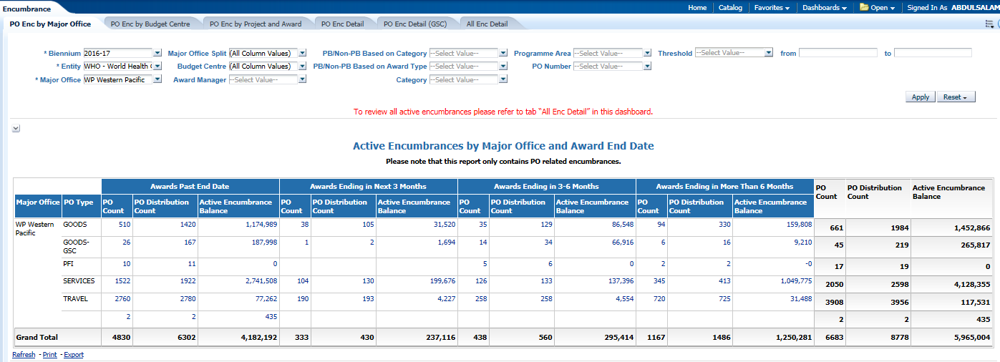 Encumbrance
Home Catalog Favorites Dashboards Open Signed In As ABDULSALAM
PO Enc by Major Office PO Enc by Budget Centre PO Enc by Project and Award PO Enc Detail PO Enc Detail (GSC) All Enc Detail
* Biennium 2016-17 Major Office Split (All Column Values) PB/Non-PB Based on Category --Select Value-- Programme Area --Select Value-- Threshold --Select Value-- from to
* Entity WHO - World Health Budget Centre (All Column Values) PB/Non-PB Based on Award Type --Select Value-- PO Number --Select Value--
* Major Office WP Western Pacific Award Manager --Select Value-- Category --Select Value--
Apply Reset
To review all active encumbrances please refer to tab "All Enc Detail" in this dashboard.
Active Encumbrances by Major Office and Award End Date
Please note that this report only contains PO related encumbrances.
Awards Past End Date Awards Ending in Next 3 Months Awards Ending in 3-6 Months Awards Ending in More Than 6 Months PO Count PO Distribution Count Active Encumbrance Balance
Major Office PO Type PO Count PO Distribution Count Active Encumbrance Balance PO Count PO Distribution Count Active Encumbrance Balance PO Count PO Distribution Count Active Encumbrance Balance PO Count PO Distribution Count Active Encumbrance Balance
WP Western Pacific GOODS 510 1420 1,174,989 38 105 31,520 35 129 86,548 94 330 159,808 661 1984 1,452,866
GOODS-GSC 26 167 187,998 1 2 1,694 14 34 66,916 6 16 9,210 45 219 265,817
PFI 10 11 0 5 6 0 2 2 -0 17 19 0
SERVICES 1522 1922 2,741,508 104 130 199,676 126 133 137,396 345 413 1,049,775 2050 2598 4,128,355
TRAVEL 2760 2780 77,262 190 193 4,227 258 258 4,554 720 725 31,488 3908 3956 117,531
2 2 435 2 2 435
Grand Total 4830 6302 4,182,192 333 430 237,116 438 560 295,414 1167 1486 1,250,281 6683 8778 5,965,004
Refresh - Print - Export